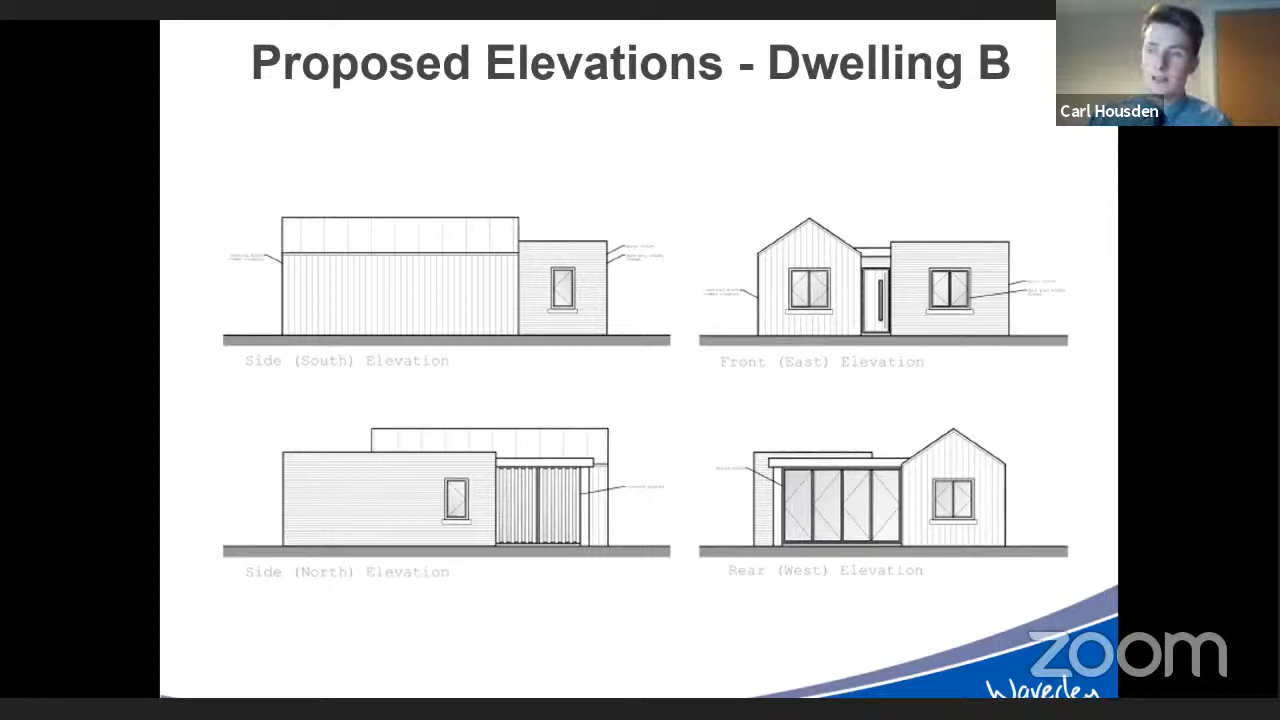 Proposed Elevations - Dwelling B
Carl Housden
Side (South) Elevation
Front (East) Elevation
Side (North) Elevation
Rear (West) Elevation
zoom
Waverley